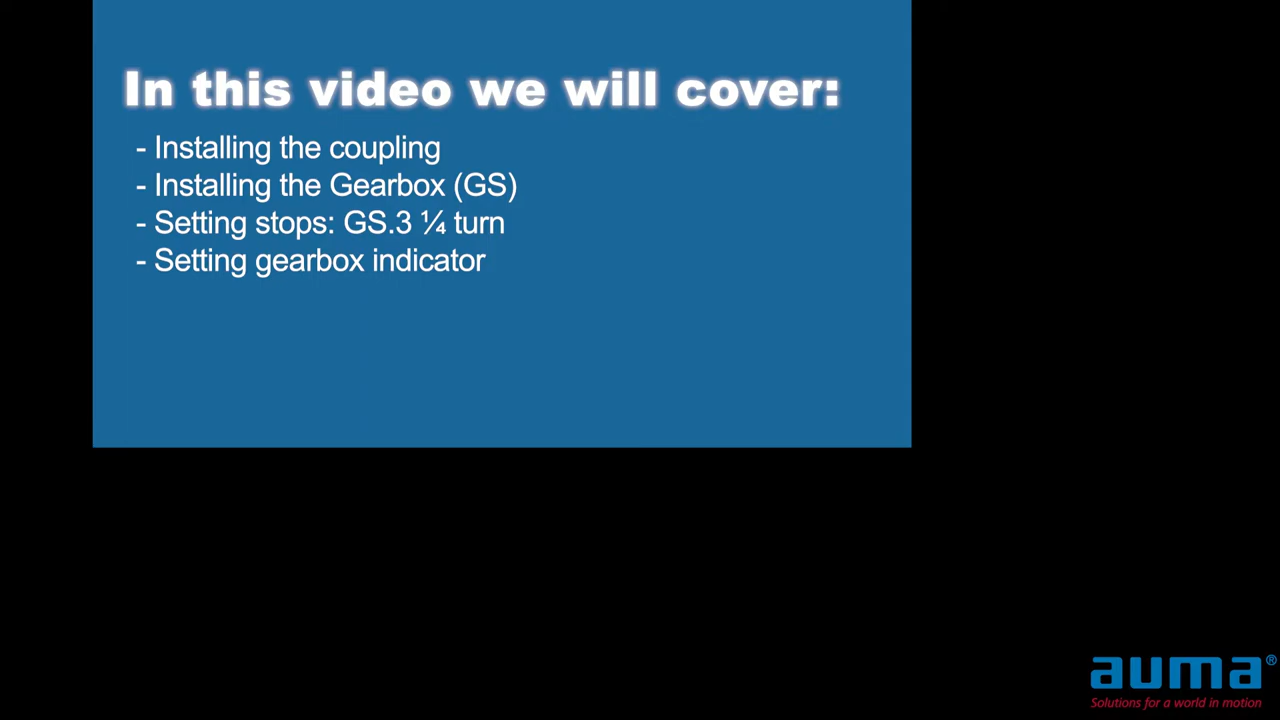 In this video we will cover:
- Installing the coupling
- Installing the Gearbox (GS)
- Setting stops: GS.3 ¼ turn
- Setting gearbox indicator
auma®
Solutions for a world in motion